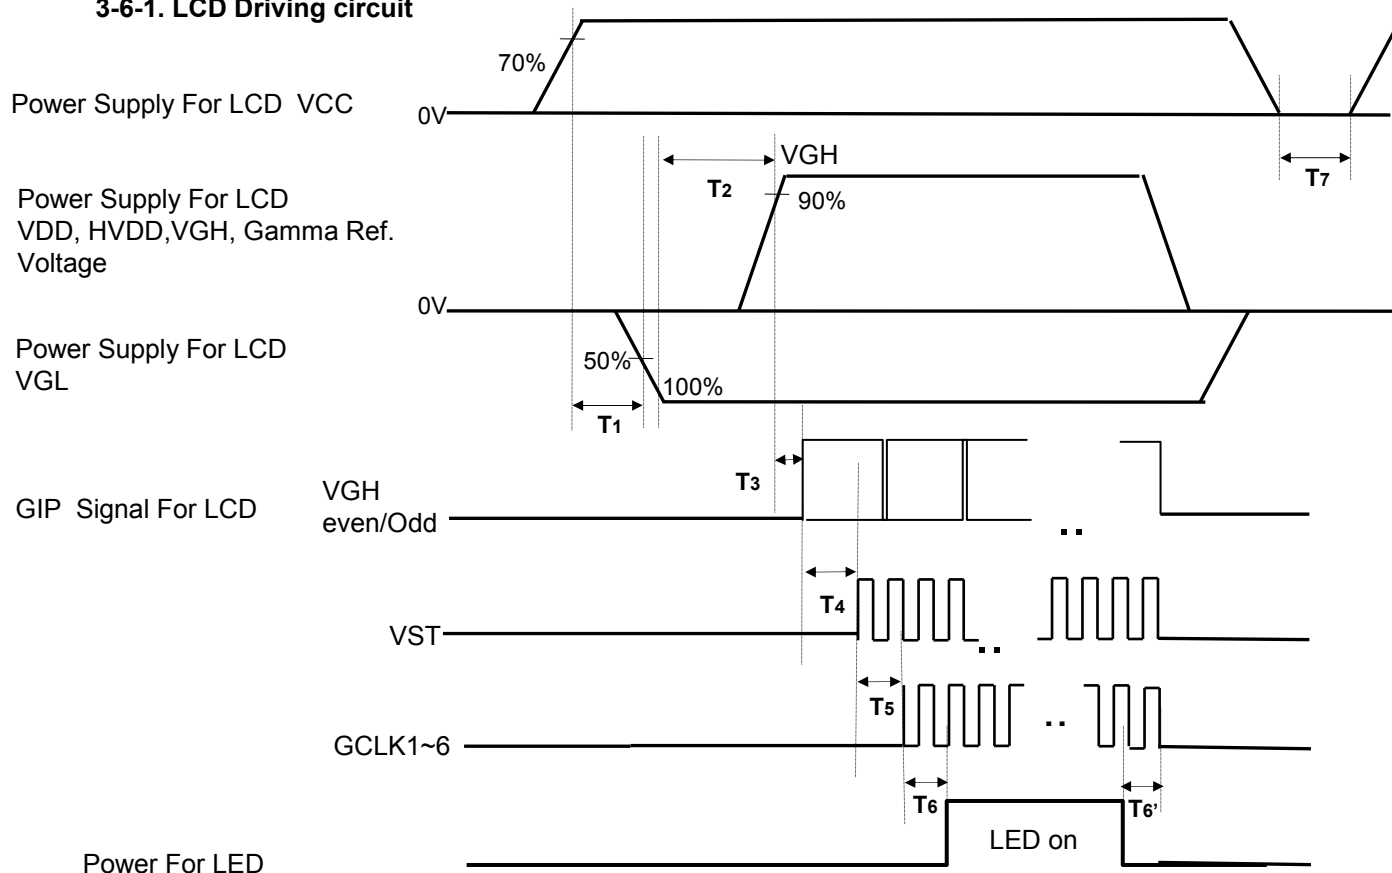 3-6-1. LCD Driving circuit
70%
Power Supply For LCD VCC
0V
VGH
T2
T7
Power Supply For LCD
VDD, HVDD,VGH, Gamma Ref.
Voltage
90%
0V
Power Supply For LCD
VGL
50%
100%
T1
T3
GIP Signal For LCD
VGH
even/Odd
..
T4
VST
..
T5
..
GCLK1~6
T6
T6’
LED on
Power For LED